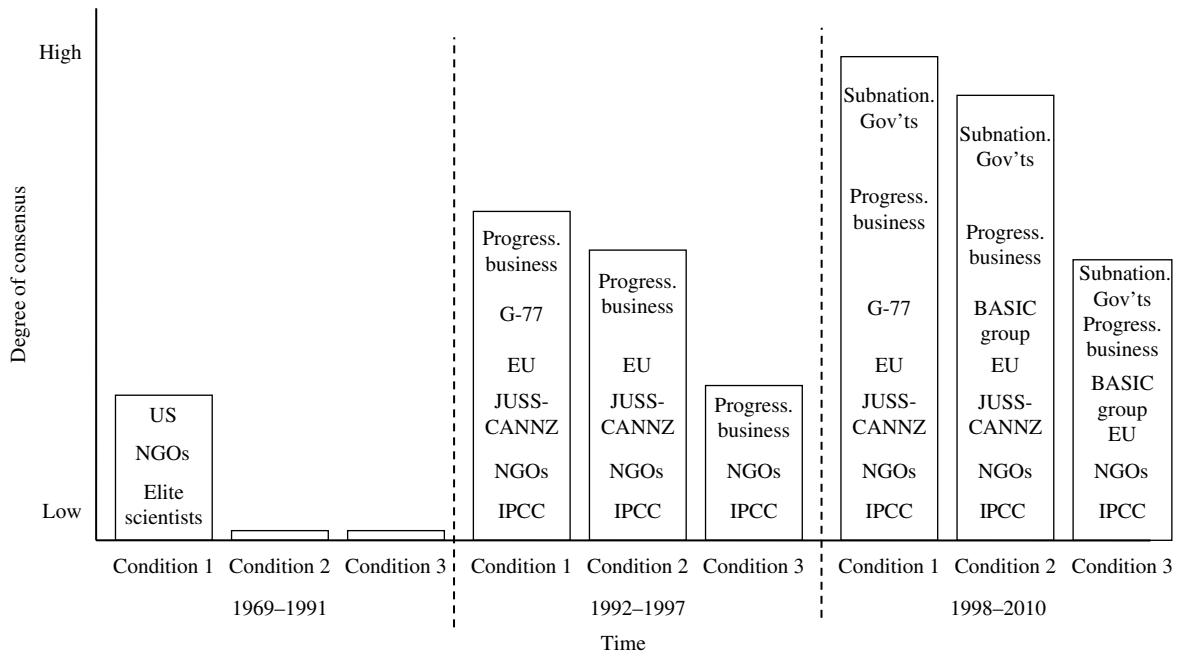 High
Degree of consensus
Low
US
NGOs
Elite
scientists
Progress.
business
G-77
EU
JUSS-
CANNZ
NGOs
IPCC
Progress.
business
EU
JUSS-
CANNZ
NGOs
IPCC
Progress.
business
NGOs
IPCC
Subnation.
Gov'ts
Progress.
business
G-77
EU
JUSS-
CANNZ
NGOs
IPCC
Subnation.
Gov'ts
Progress.
business
BASIC
group
EU
JUSS-
CANNZ
NGOs
IPCC
Subnation.
Gov'ts
Progress.
business
BASIC
group
EU
NGOs
IPCC
Condition 1
Condition 2
Condition 3
Condition 1
Condition 2
Condition 3
Condition 1
Condition 2
Condition 3
1969–1991
1992–1997
1998–2010
Time